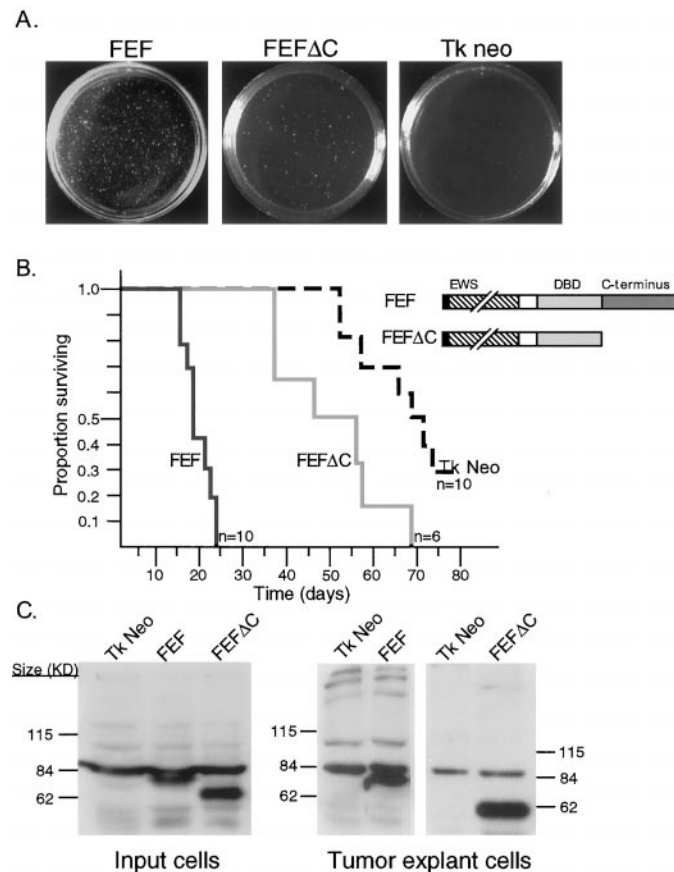 A.
FEF FEFΔC Tk neo
B.
Proportion surviving
1.0
0.5
0.4
0.3
0.2
0.1
10 20 30 40 50 60 70 80
Time (days)
FEF
n=10
FEFΔC
n=6
Tk Neo
n=10
EWS DBD C-terminus
FEF
FEFΔC
C.
Size (KD) Tk Neo FEF FEFΔC
115
84
62
Input cells
Tk Neo FEF Tk Neo FEFΔC
115
84
62
115
84
62
Tumor explant cells